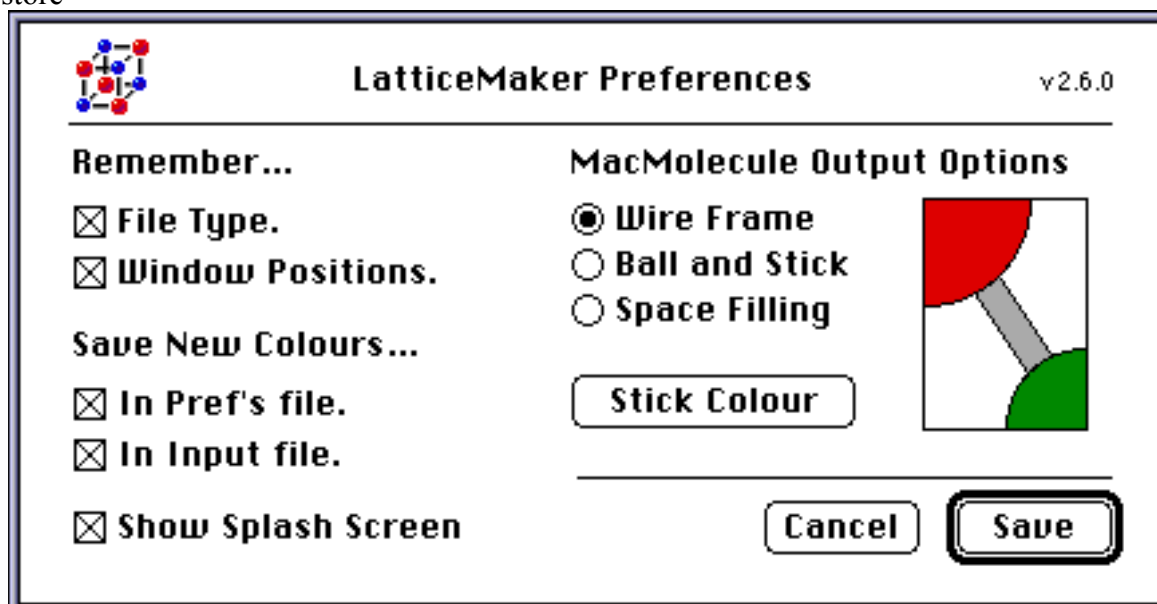 store
LatticeMaker Preferences
v2.6.0
Remember...
File Type.
Window Positions.
Save New Colours...
In Pref's file.
In Input file.
Show Splash Screen
MacMolecule Output Options
Wire Frame
Ball and Stick
Space Filling
Stick Colour
Cancel
Save